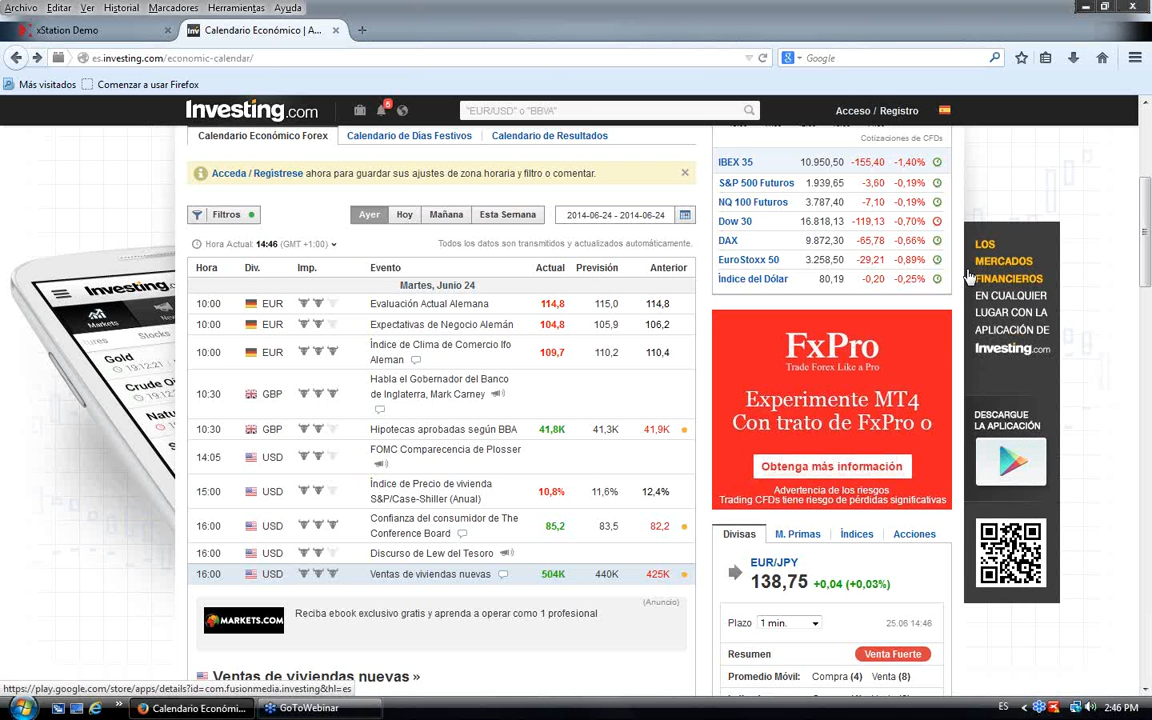 Archivo Editar Ver Historial Marcadores Herramientas Ayuda
xStation Demo × Calendario Económico | A... ×
es.investing.com/economic-calendar/ Google
Más visitados Comenzar a usar Firefox
Investing.com 6 "EUR/USD" o "BBVA" Acceso / Registro
Calendario Económico Forex Calendario de Días Festivos Calendario de Resultados
Acceda / Regístrese ahora para guardar sus ajustes de zona horaria y filtro o comentar.
Filtros Ayer Hoy Mañana Esta Semana 2014-06-24 - 2014-06-24
Hora Actual: 14:46 (GMT +1:00) Todos los datos son transmitidos y actualizados automáticamente.
Hora Div. Imp. Evento Actual Previsión Anterior
Martes, Junio 24
10:00 EUR Evaluación Actual Alemania 114,8 115,0 114,8
10:00 EUR Expectativas de Negocio Alemán 104,8 105,9 106,2
10:00 EUR Índice de Clima de Comercio Ifo
Aleman 109,7 110,2 110,4
10:30 GBP Habla el Gobernador del Banco
de Inglaterra, Mark Carney
10:30 GBP Hipotecas aprobadas según BBA 41,8K 41,3K 41,9K
14:05 USD FOMC Comparecencia de Plosser
15:00 USD Índice de Precio de vivienda
S&P/Case-Shiller (Anual) 10,8% 11,6% 12,4%
16:00 USD Confianza del consumidor de The
Conference Board 85,2 83,5 82,2
16:00 USD Discurso de Lew del Tesoro
16:00 USD Ventas de viviendas nuevas 504K 440K 425K
(Anuncio)
MARKETS.COM Reciba ebook exclusivo gratis y aprenda a operar como 1 profesional
Ventas de viviendas nuevas »
Cotizaciones de CFDs
IBEX 35 10.950,50 -155,40 -1,40%
S&P 500 Futuros 1.939,65 -3,60 -0,19%
NQ 100 Futuros 3.787,40 -7,10 -0,19%
Dow 30 16.818,13 -119,13 -0,70%
DAX 9.872,30 -65,78 -0,66%
EuroStoxx 50 3.258,50 -29,21 -0,89%
Índice del Dólar 80,19 -0,20 -0,25%
FxPro
Trade Forex Like a Pro
Experimente MT4
Con trato de FxPro o
Obtenga más información
Advertencia de los riesgos
Trading CFDs tiene riesgo de pérdidas significativas
Divisas M. Primas Índices Acciones
EUR/JPY
138,75 +0,04 (+0,03%)
Plazo 1 min. 25.06 14:46
Resumen Venta Fuerte
Promedio Móvil: Compra (4) Venta (8)
LOS
MERCADOS
FINANCIEROS
EN CUALQUIER
LUGAR CON LA
APLICACIÓN DE
Investing.com
DESCARGUE
LA APLICACIÓN
Investing.
Markets
Stocks
Gold
19:12:21
Crude Oi
https://play.google.com/store/apps/details?id=com.fusionmedia.investing&hl=es
Calendario Económi... GoToWebinar ES 2:46 PM